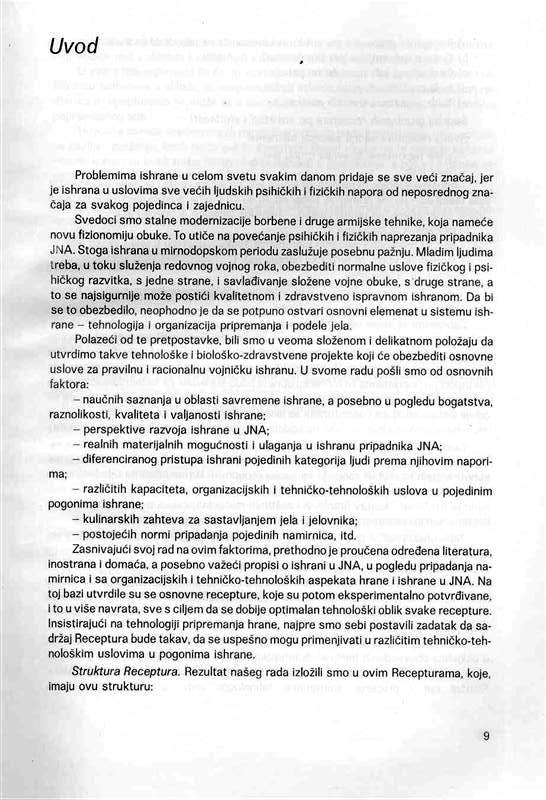 Uvod
Problemima ishrane u celom svetu svakim danom pridaje se sve veći značaj, jer
je ishrana u uslovima sve većih ljudskih psihičkih i fizičkih napora od neposrednog zna-
čaja za svakog pojedinca i zajednicu.
Svedoci smo stalne modernizacije borbene i druge armijske tehnike, koja nameće
novu fizionomiju obuke. To utiče na povećanje psihičkih i fizičkih naprezanja pripadnika
JNA. Stoga ishrana u mirnodopskom periodu zaslužuje posebnu pažnju. Mladim ljudima
treba, u toku služenja redovnog vojnog roka, obezbediti normalne uslove fizičkog i psi-
hičkog razvitka, s jedne strane, i savlađivanje složene vojne obuke, s druge strane, a
to se najsigurnije može postići kvalitetnom i zdravstveno ispravnom ishranom. Da bi
se to obezbedilo, neophodno je da se potpuno ostvari osnovni elemenat u sistemu ish-
rane – tehnologija i organizacija pripremanja i podele jela.
Polazeći od te pretpostavke, bili smo u veoma složenom i delikatnom položaju da
utvrdimo takve tehnološke i biološko-zdravstvene projekte koji će obezbediti osnovne
uslove za pravilnu i racionalnu vojničku ishranu. U svome radu pošli smo od osnovnih
faktora:
– naučnih saznanja u oblasti savremene ishrane, a posebno u pogledu bogatstva,
raznolikosti, kvaliteta i valjanosti ishrane;
– perspektive razvoja ishrane u JNA;
– realnih materijalnih mogućnosti i ulaganja u ishranu pripadnika JNA;
– diferenciranog pristupa ishrani pojedinih kategorija ljudi prema njihovim napori-
ma;
– različitih kapaciteta, organizacijskih i tehničko-tehnoloških uslova u pojedinim
pogonima ishrane;
– kulinarskih zahteva za sastavljanjem jela i jelovnika;
– postojećih normi pripadanja pojedinih namirnica, itd.
Zasnivajući svoj rad na ovim faktorima, prethodno je proučena određena literatura,
inostrana i domaća, a posebno važeći propisi o ishrani u JNA, u pogledu pripadanja na-
mirnica i sa organizacijskih i tehničko-tehnoloških aspekata hrane i ishrane u JNA. Na
toj bazi utvrdile su se osnovne recepture, koje su potom eksperimentalno potvrđivane,
i to u više navrata, sve s ciljem da se dobije optimalan tehnološki oblik svake recepture.
Insistirajući na tehnologiji pripremanja hrane, najpre smo sebi postavili zadatak da sa-
držaj Receptura bude takav, da se uspešno mogu primenjivati u različitim tehničko-teh-
nološkim uslovima u pogonima ishrane.
Struktura Receptura. Rezultat našeg rada izložili smo u ovim Recepturama, koje,
imaju ovu strukturu:
9